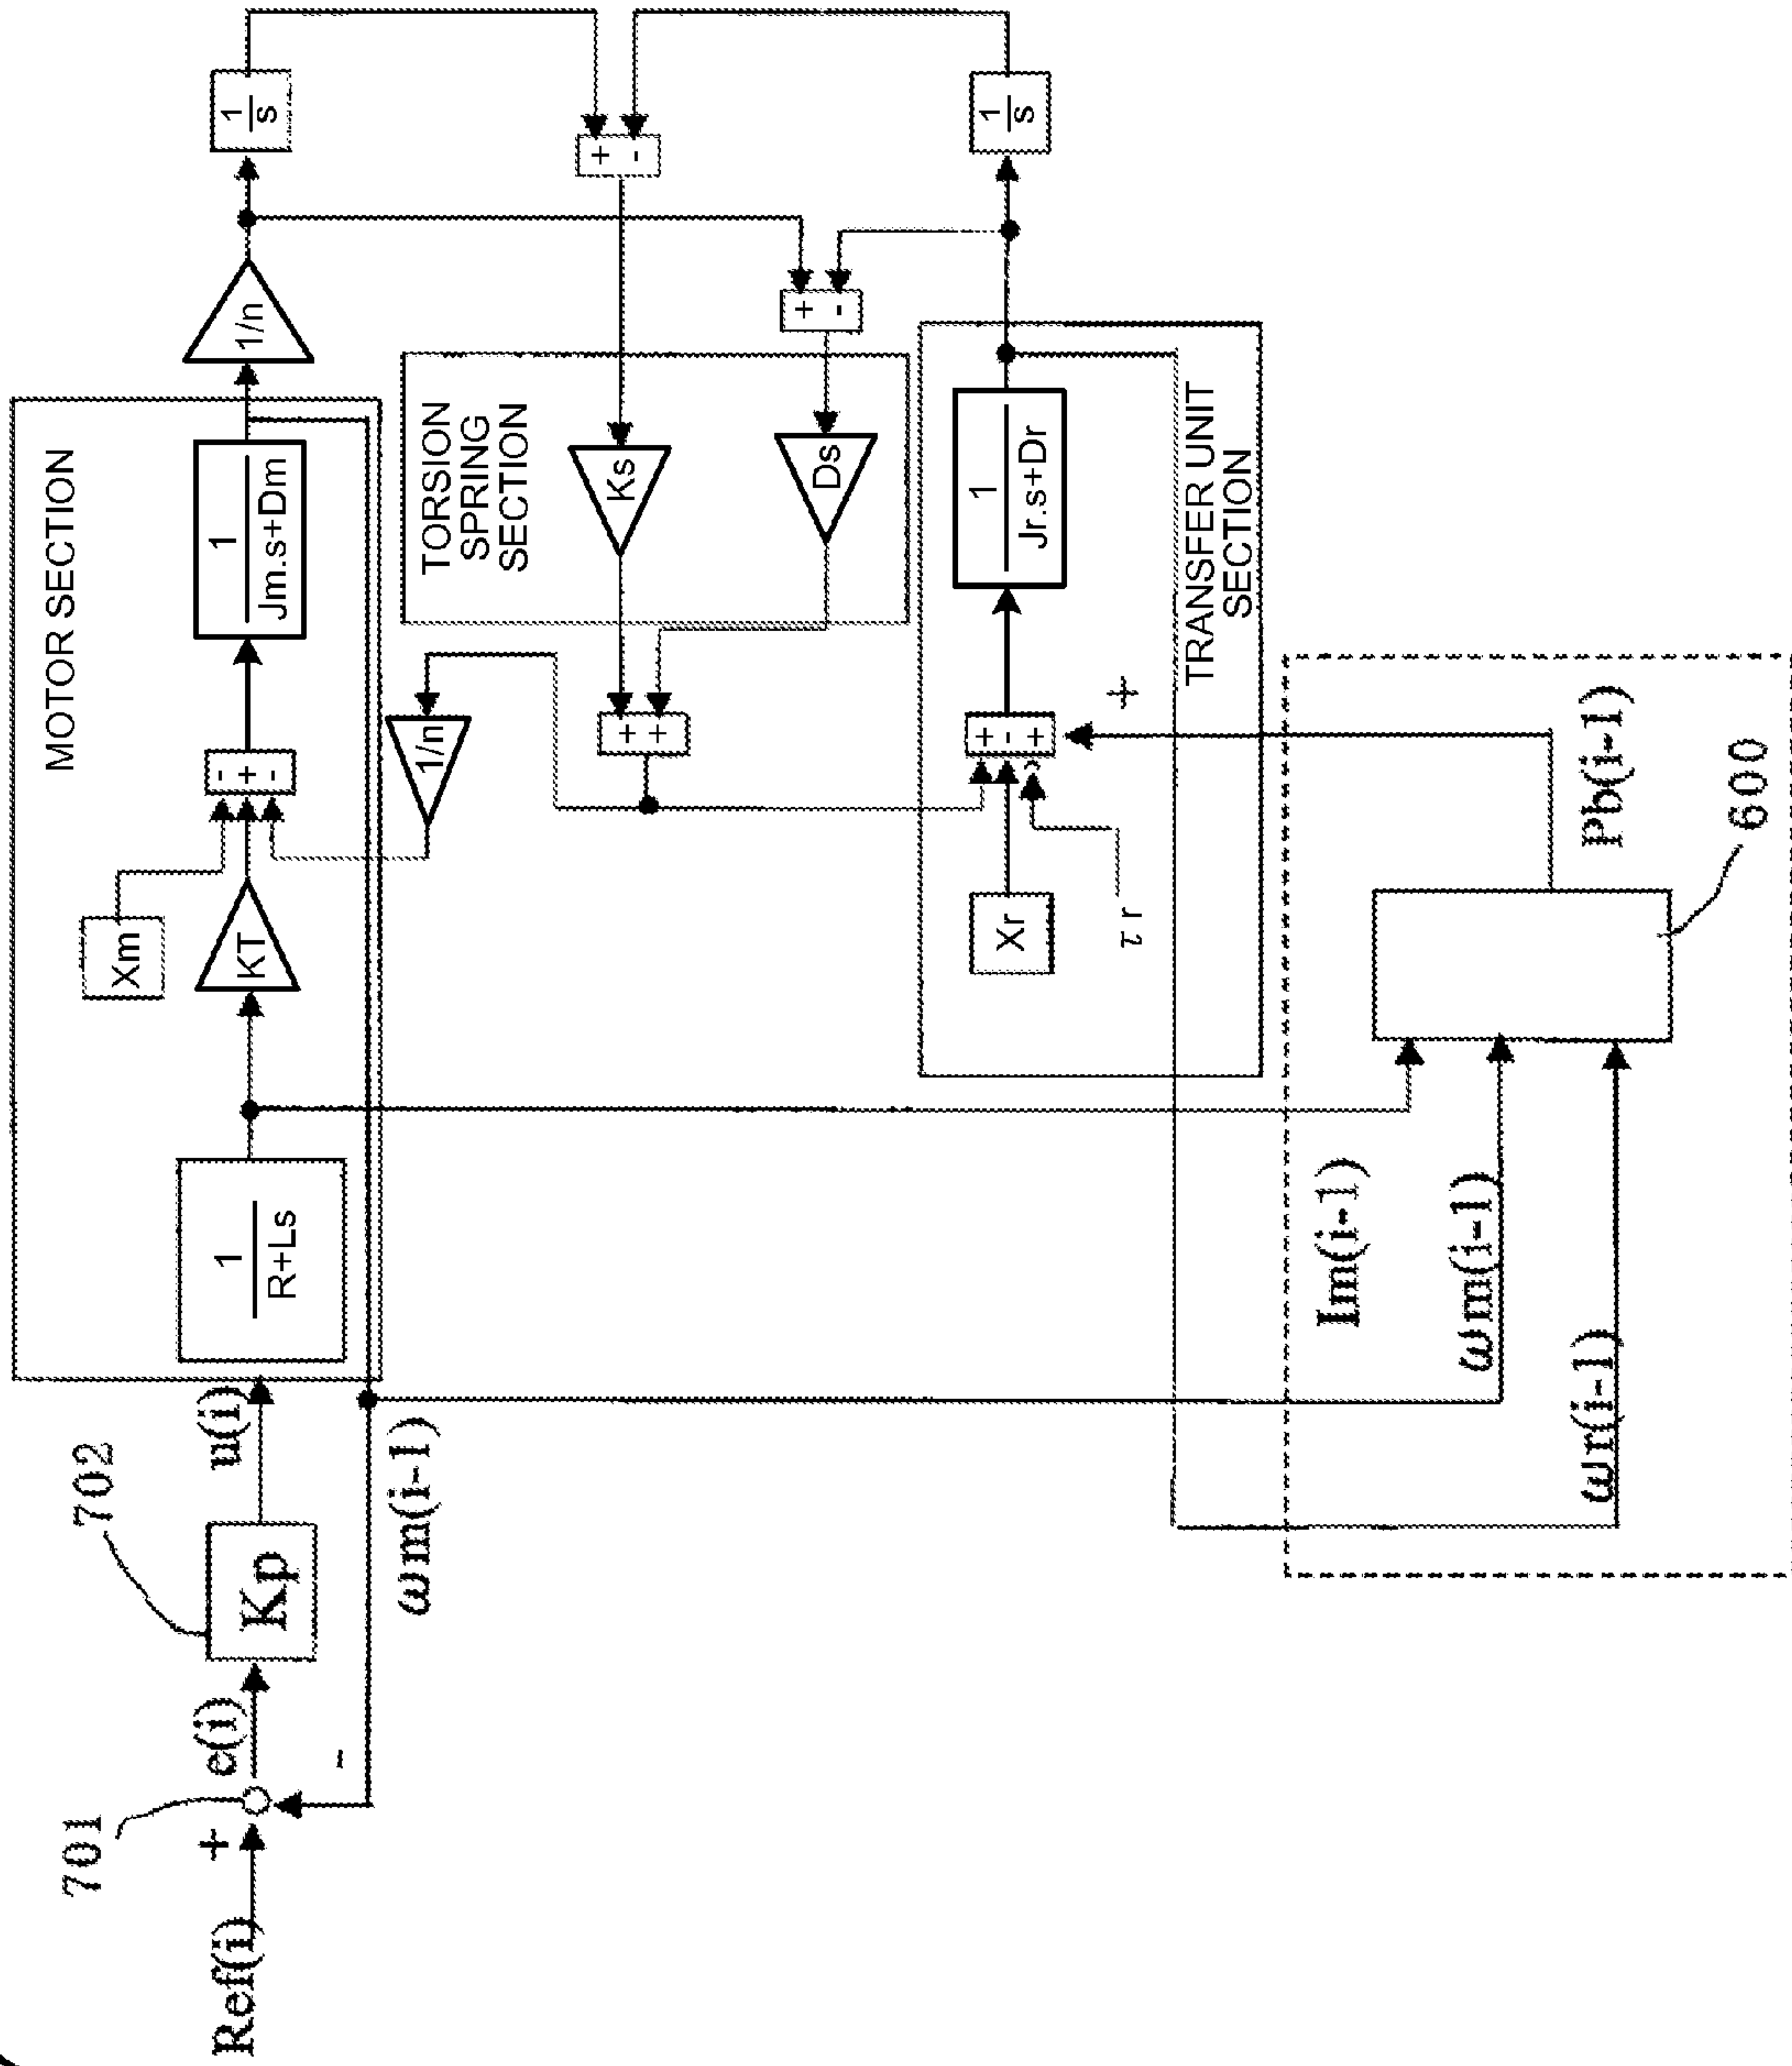 MOTOR SECTION
Ref(i)
+
701
-
e(i)
702
Kp
u(i)
ωm(i-1)
1
R+Ls
KT
Xm
-
+
-
1
Jm.s+Dm
1/n
1
s
+
-
TORSION
SPRING
SECTION
Ks
Ds
+
-
+
+
1/n
TRANSFER UNIT
SECTION
Xr
τr
+
-
+
+
1
Jr.s+Dr
1
s
Im(i-1)
ωm(i-1)
ωr(i-1)
Pb(i-1)
600